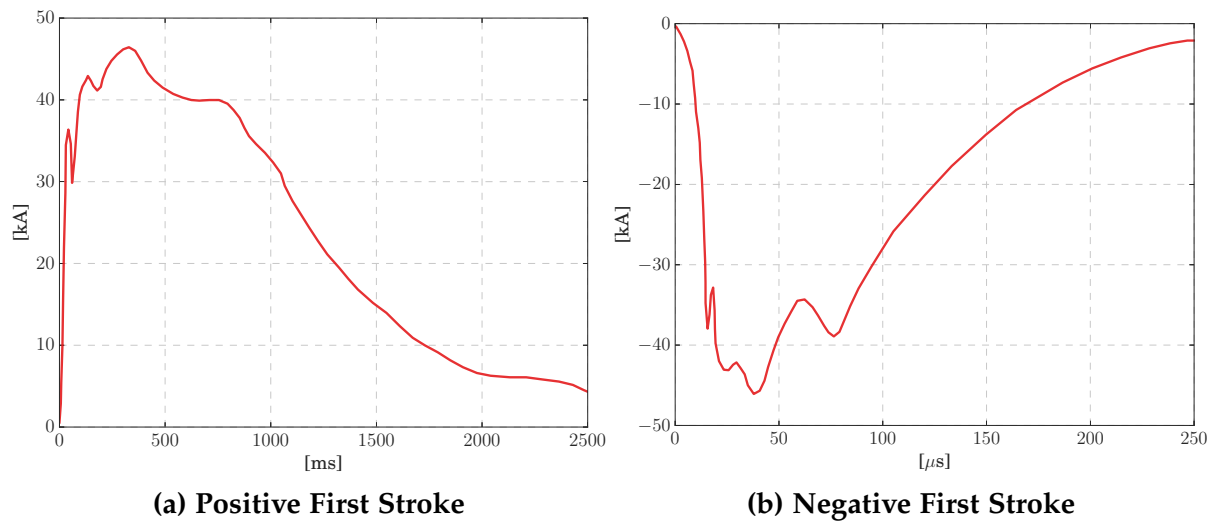 50
40
30
20
10
0
[kA]
0 500 1000 1500 2000 2500
[ms]
(a) Positive First Stroke
0
−10
−20
−30
−40
−50
[kA]
0 50 100 150 200 250
[μs]
(b) Negative First Stroke